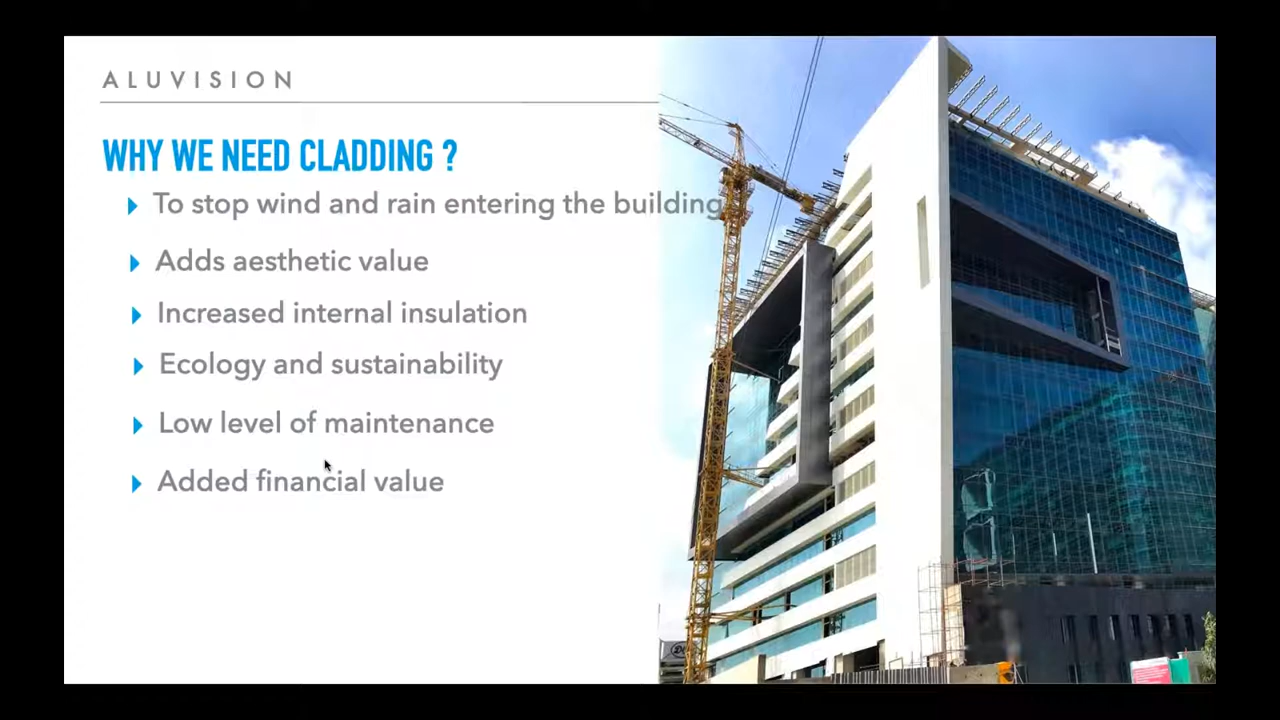 ALUVISION
WHY WE NEED CLADDING ?
To stop wind and rain entering the building
Adds aesthetic value
Increased internal insulation
Ecology and sustainability
Low level of maintenance
Added financial value